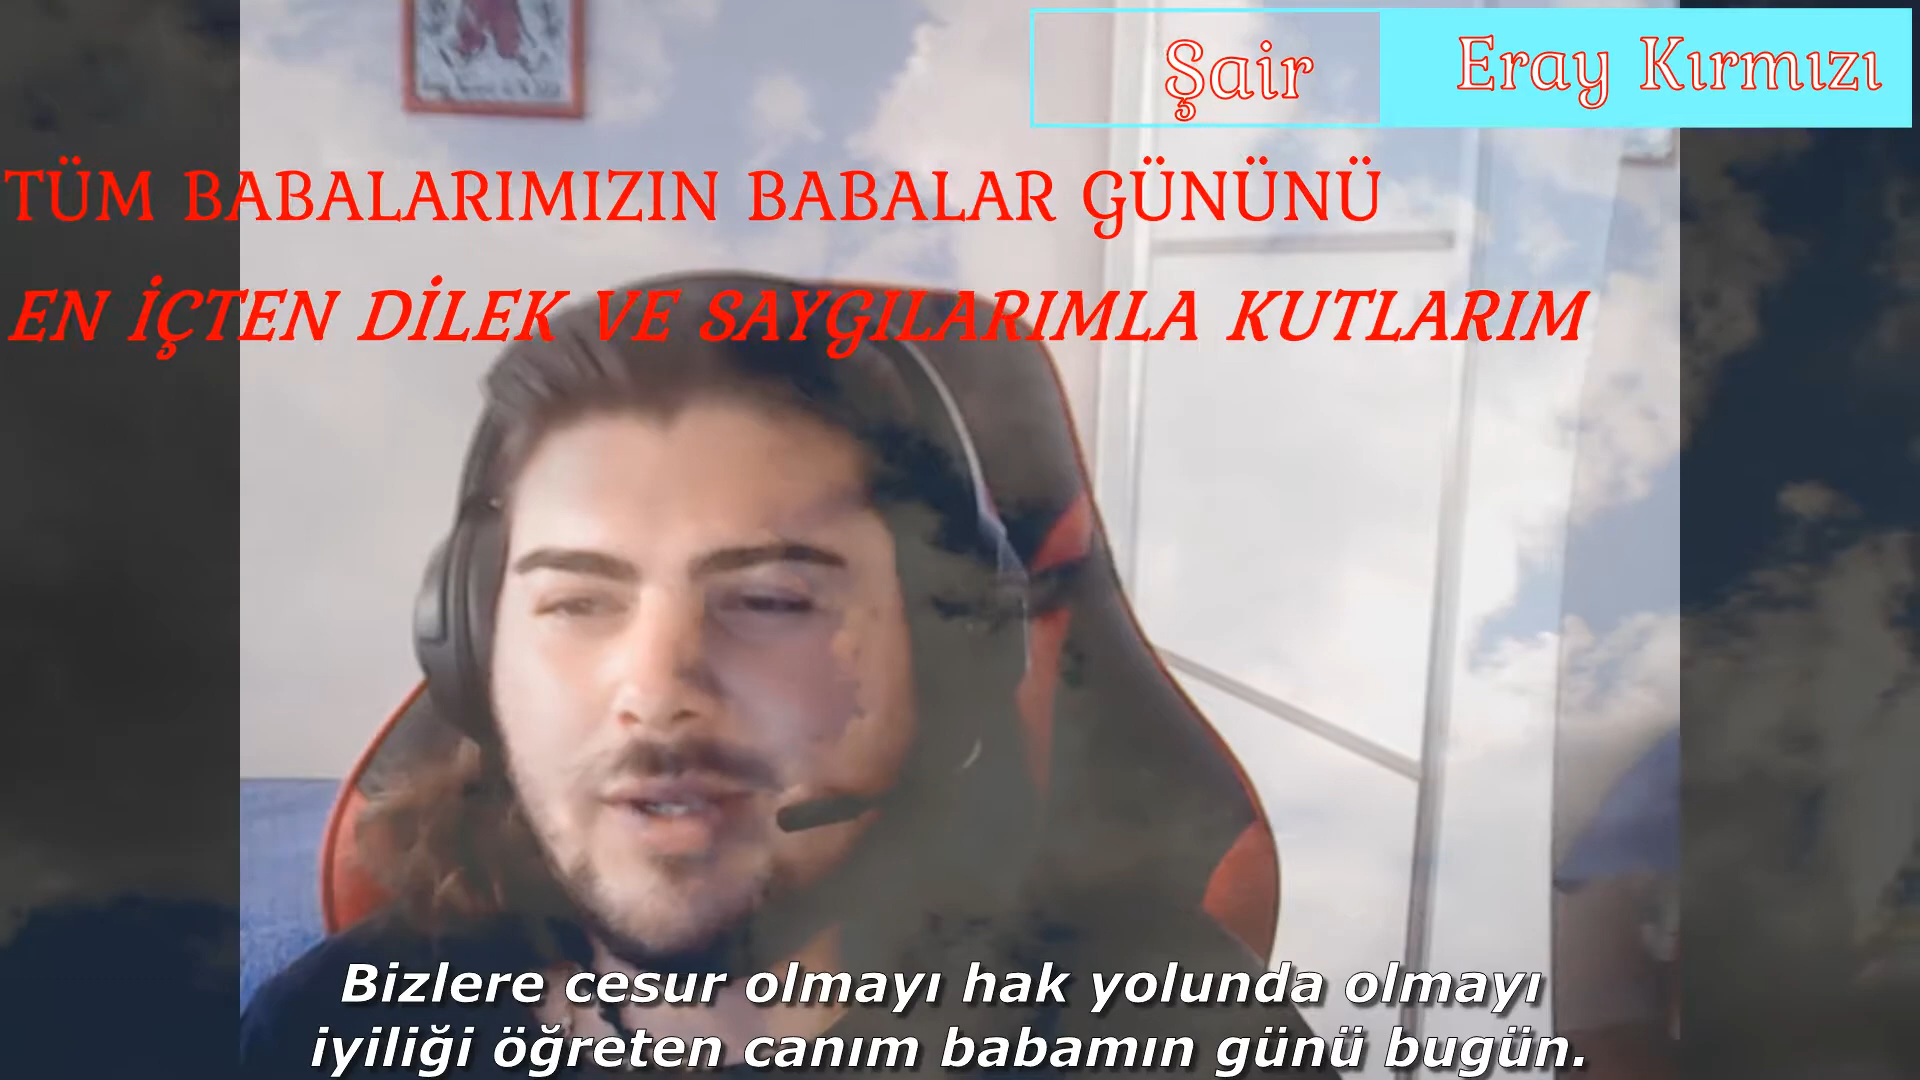 Şair Eray Kırmızı
TÜM BABALARIMIZIN BABALAR GÜNÜNÜ
EN İÇTEN DİLEK VE SAYGILARIMLA KUTLARIM
Bizlere cesur olmayı hak yolunda olmayı
iyiliği öğreten canım babamın günü bugün.